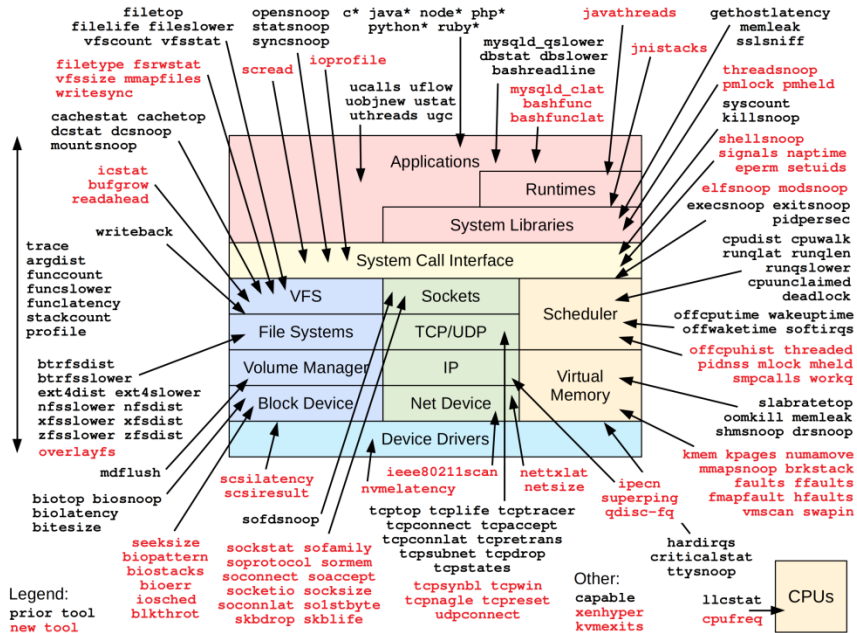 filetop
filelife fileslower
vfscount vfsstat
opensnoop
statsnoop
syncsnoop
c* java* node* php*
python* ruby*
javathreads
gethostlatency
memleak
sslsniff
filetype fsrwstat
vfssize mmapfiles
writesync
scread
ioprofile
mysqld_qslower
dbstat dbslower
bashreadline
jnistacks
ucalls uflow
uobjnew ustat
uthreads ugc
mysqld_clat
bashfunc
bashfunclat
threadsnoop
pmlock pmheld
syscount
killsnoop
cachestat cachetop
dcstat dcsnoop
mountsnoop
shellsnoop
signals naptime
eperm setuids
icstat
bufgrow
readahead
elfsnoop modsnoop
execsnoop exitsnoop
pidpersec
writeback
Applications
Runtimes
System Libraries
System Call Interface
VFS
Sockets
Scheduler
File Systems
TCP/UDP
Volume Manager
IP
Virtual
Memory
Block Device
Net Device
Device Drivers
trace
argdist
funccount
funcslower
funclatency
stackcount
profile
cpudist cpuwalk
runqlat runqlen
runqslower
cpuunclaimed
deadlock
offcputime wakeuptime
offwaketime softirqs
offcpuhist threaded
pidnss mlock mheld
smpcalls workq
btrfsdist
btrfsslower
ext4dist ext4slower
nfsslower nfsdist
xfsslower xfsdist
zfsslower zfsdist
overlayfs
slabratetop
oomkill memleak
shmsnoop drsnoop
mdflush
scsilatency
scsiresult
nvmelatency
ieee80211scan
nettxlat
netsize
ipecn
superping
qdisc-fq
kmem kpages numamove
mmapsnoop brkstack
faults ffaults
fmapfault hfaults
vmscan swapin
biotop biosnoop
biolatency
bitesize
sofdsnoop
tcptop tcplife tcptracer
tcpconnect tcpaccept
tcpconnlat tcpretrans
tcpsubnet tcpdrop
tcpstates
hardirqs
criticalstat
ttysnoop
seeksize
biopattern
biostacks
bioerr
iosched
blkthrot
sockstat sofamily
soprotocol sormem
soconnect soaccept
socketio socksize
soconnlat so1stbyte
skbdrop skblife
tcpsynbl tcpwin
tcpnagle tcpreset
udpconnect
Legend:
prior tool
new tool
Other:
capable
xenhyper
kvmexits
llcstat
cpufreq
CPUs